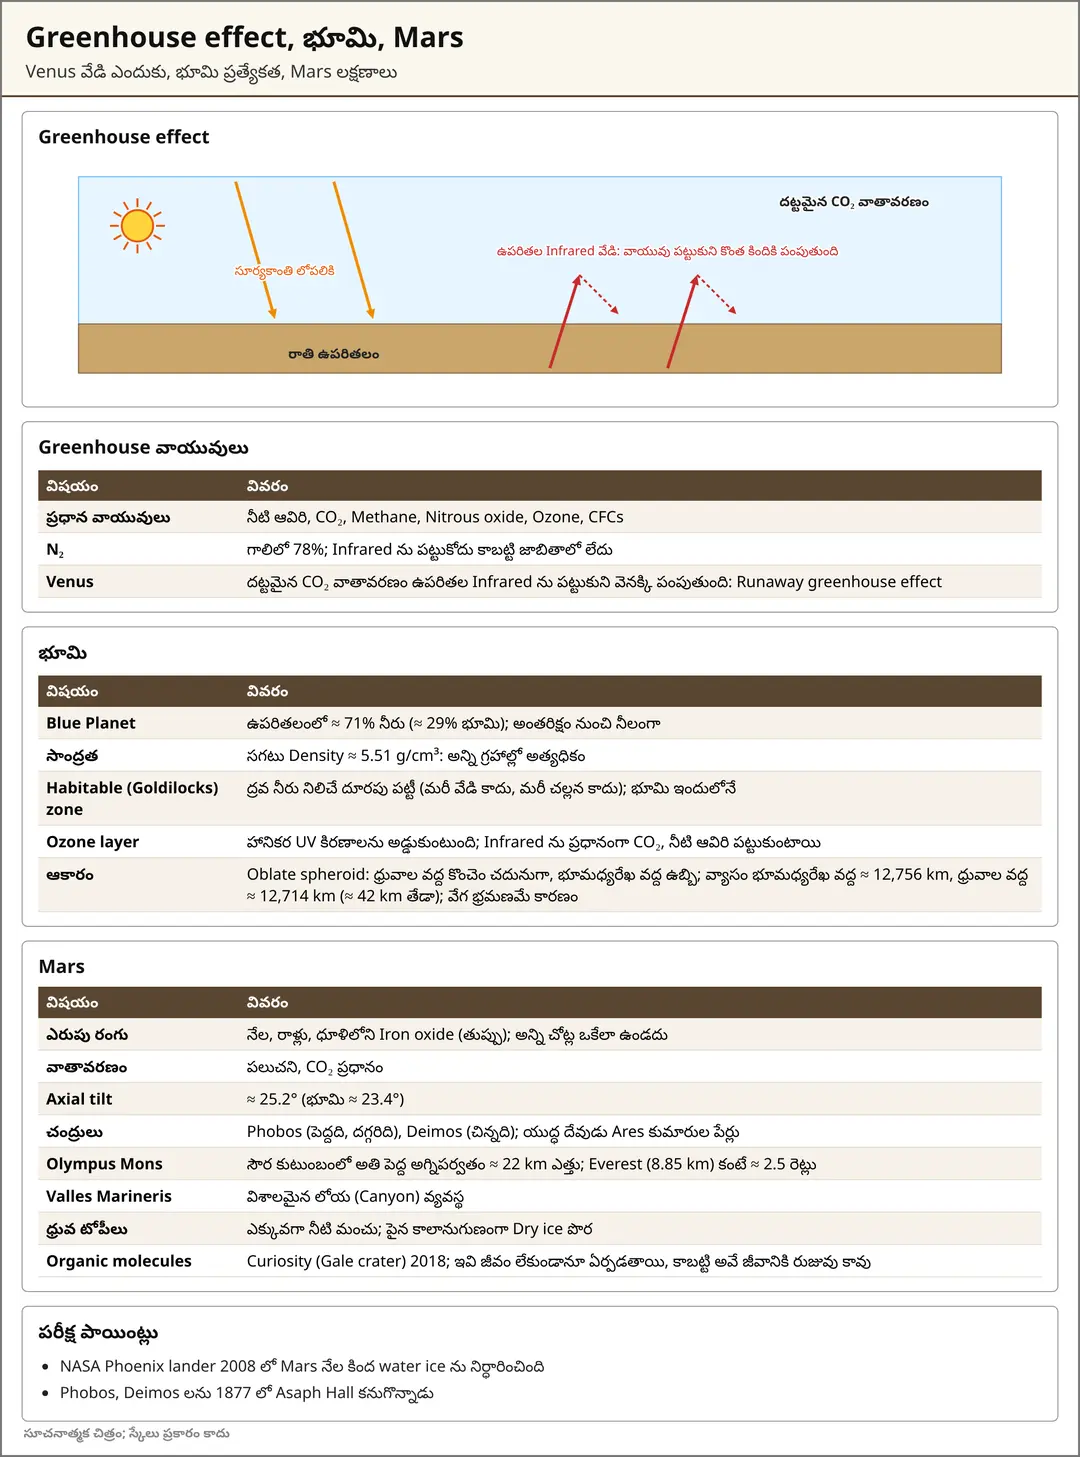 Greenhouse effect, భూమి, Mars
Venus వేడి ఎందుకు, భూమి ప్రత్యేకత, Mars లక్షణాలు
Greenhouse effect
దట్టమైన CO₂ వాతావరణం
ఉపరితల Infrared వేడి: వాయువు పట్టుకుని కొంత కిందికి పంపుతుంది
సూర్యకాంతి లోపలికి
రాతి ఉపరితలం
Greenhouse వాయువులు
విషయం వివరం
ప్రధాన వాయువులు నీటి ఆవిరి, CO₂, Methane, Nitrous oxide, Ozone, CFCs
N₂ గాలిలో 78%; Infrared ను పట్టుకోదు కాబట్టి జాబితాలో లేదు
Venus దట్టమైన CO₂ వాతావరణం ఉపరితల Infrared ను పట్టుకుని వెనక్కి పంపుతుంది: Runaway greenhouse effect
భూమి
విషయం వివరం
Blue Planet ఉపరితలంలో ≈ 71% నీరు (≈ 29% భూమి); అంతరిక్షం నుంచి నీలంగా
సాంద్రత సగటు Density ≈ 5.51 g/cm³: అన్ని గ్రహాల్లో అత్యధికం
Habitable (Goldilocks) ద్రవ నీరు నిలిచే దూరపు పట్టీ (మరీ వేడి కాదు, మరీ చల్లన కాదు); భూమి ఇందులోనే
zone
Ozone layer హానికర UV కిరణాలను అడ్డుకుంటుంది; Infrared ను ప్రధానంగా CO₂, నీటి ఆవిరి పట్టుకుంటాయి
ఆకారం Oblate spheroid: ధ్రువాల వద్ద కొంచెం చదునుగా, భూమధ్యరేఖ వద్ద ఉబ్బి; వ్యాసం భూమధ్యరేఖ వద్ద ≈ 12,756 km, ధ్రువాల వద్ద
≈ 12,714 km (≈ 42 km తేడా); వేగ భ్రమణమే కారణం
Mars
విషయం వివరం
ఎరుపు రంగు నేల, రాళ్లు, ధూళిలోని Iron oxide (తుప్పు); అన్ని చోట్ల ఒకేలా ఉండదు
వాతావరణం పలుచని, CO₂ ప్రధానం
Axial tilt ≈ 25.2° (భూమి ≈ 23.4°)
చంద్రులు Phobos (పెద్దది, దగ్గరిది), Deimos (చిన్నది); యుద్ధ దేవుడు Ares కుమారుల పేర్లు
Olympus Mons సౌర కుటుంబంలో అతి పెద్ద అగ్నిపర్వతం ≈ 22 km ఎత్తు; Everest (8.85 km) కంటే ≈ 2.5 రెట్లు
Valles Marineris విశాలమైన లోయ (Canyon) వ్యవస్థ
ధ్రువ టోపీలు ఎక్కువగా నీటి మంచు; పైన కాలానుగుణంగా Dry ice పొర
Organic molecules Curiosity (Gale crater) 2018; ఇవి జీవం లేకుండానూ ఏర్పడతాయి, కాబట్టి అవే జీవానికి రుజువు కావు
పరీక్ష పాయింట్లు
• NASA Phoenix lander 2008 లో Mars నేల కింద water ice ను నిర్ధారించింది
• Phobos, Deimos లను 1877 లో Asaph Hall కనుగొన్నాడు
సూచనాత్మక చిత్రం; స్కేలు ప్రకారం కాదు